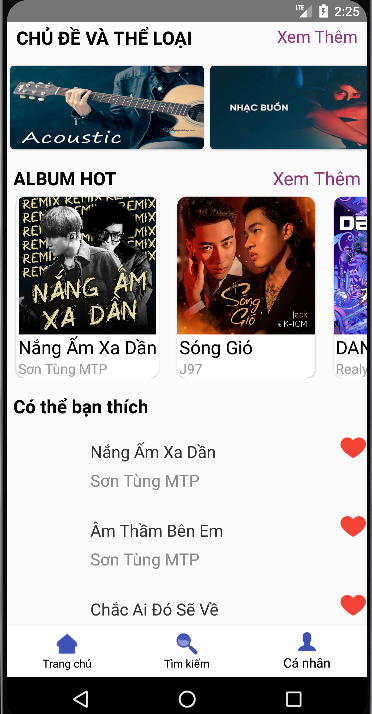 LTE 2:25
CHỦ ĐỀ VÀ THỂ LOẠI Xem Thêm
Acoustic
NHẠC BUỒN
ALBUM HOT Xem Thêm
REMIX REMIX REMIX REMIX
NẮNG ẤM
XA DẦN
Sóng
Gió
Jack
K-ICM
Nắng Ấm Xa Dần Sóng Gió DAN
Sơn Tùng MTP J97 Realy
Có thể bạn thích
Nắng Ấm Xa Dần
Sơn Tùng MTP
Âm Thầm Bên Em
Sơn Tùng MTP
Chắc Ai Đó Sẽ Về
Trang chủ Tìm kiếm Cá nhân